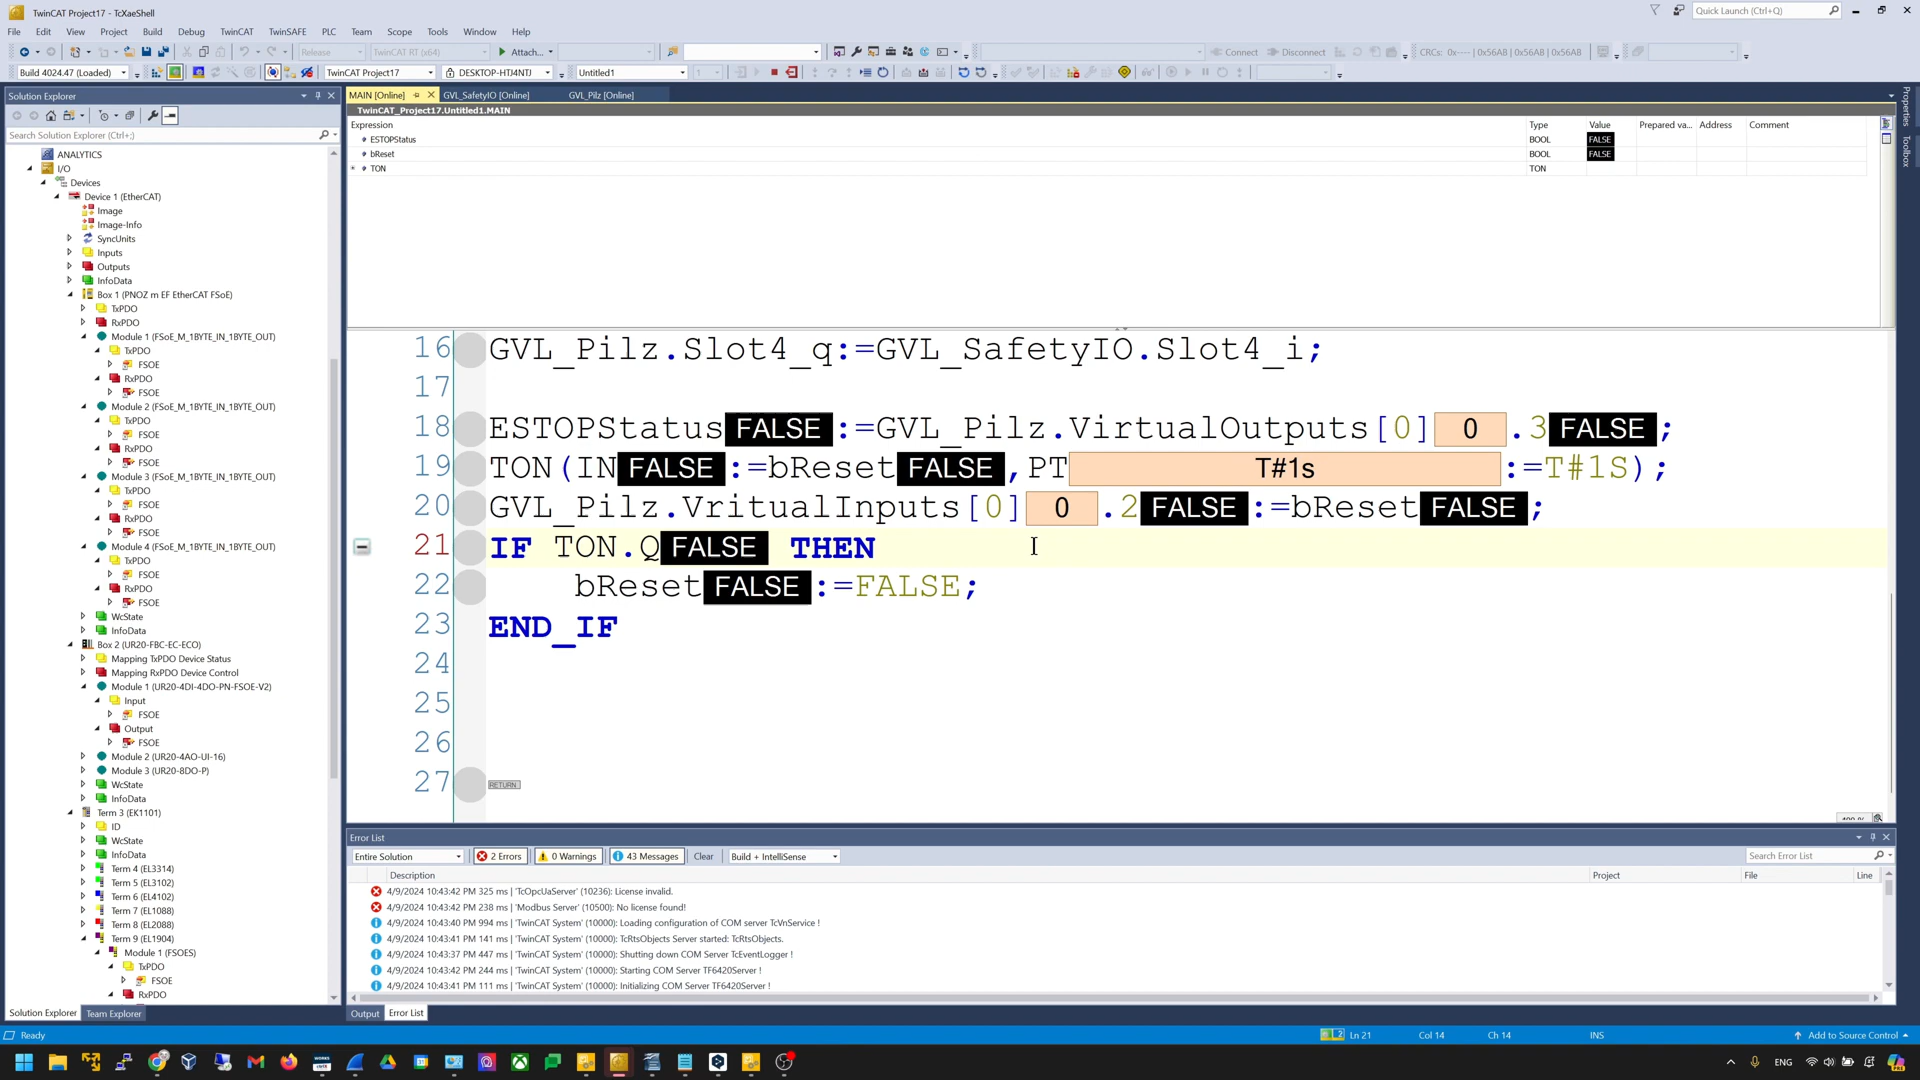 TwinCAT Project17 - TcXaeShell
Quick Launch (Ctrl+Q)
File Edit View Project Build Debug TwinCAT TwinSAFE PLC Team Scope Tools Window Help
Release TwinCAT RT (x64) Attach... Connect Disconnect CRCs: 0x---- | 0x56AB | 0x56AB | 0x56AB
Build 4024.47 (Loaded) TwinCAT Project17 DESKTOP-HTJ4NTJ Untitled1 1
Solution Explorer
Search Solution Explorer (Ctrl+;)
ANALYTICS
I/O
Devices
Device 1 (EtherCAT)
Image
Image-Info
SyncUnits
Inputs
Outputs
InfoData
Box 1 (PNOZ m EF EtherCAT FSoE)
TxPDO
RxPDO
Module 1 (FSoE_M_1BYTE_IN_1BYTE_OUT)
TxPDO
FSOE
RxPDO
FSOE
Module 2 (FSoE_M_1BYTE_IN_1BYTE_OUT)
TxPDO
FSOE
RxPDO
FSOE
Module 3 (FSoE_M_1BYTE_IN_1BYTE_OUT)
TxPDO
FSOE
RxPDO
FSOE
Module 4 (FSoE_M_1BYTE_IN_1BYTE_OUT)
TxPDO
FSOE
RxPDO
FSOE
WcState
InfoData
Box 2 (UR20-FBC-EC-ECO)
Mapping TxPDO Device Status
Mapping RxPDO Device Control
Module 1 (UR20-4DI-4DO-PN-FSOE-V2)
Input
FSOE
Output
FSOE
Module 2 (UR20-4AO-UI-16)
Module 3 (UR20-8DO-P)
WcState
InfoData
Term 3 (EK1101)
ID
WcState
InfoData
Term 4 (EL3314)
Term 5 (EL3102)
Term 6 (EL4102)
Term 7 (EL1088)
Term 8 (EL2088)
Term 9 (EL1904)
Module 1 (FSOES)
TxPDO
FSOE
RxPDO
Solution Explorer Team Explorer
MAIN [Online] GVL_SafetyIO [Online] GVL_Pilz [Online]
TwinCAT_Project17.Untitled1.MAIN
Expression Type Value Prepared va... Address Comment
ESTOPStatus BOOL FALSE
bReset BOOL FALSE
TON TON
16 GVL_Pilz.Slot4_q:=GVL_SafetyIO.Slot4_i;
17
18 ESTOPStatus FALSE :=GVL_Pilz.VirtualOutputs[0] 0 .3 FALSE ;
19 TON(IN FALSE :=bReset FALSE ,PT T#1s :=T#1S);
20 GVL_Pilz.VritualInputs[0] 0 .2 FALSE :=bReset FALSE ;
21 IF TON.Q FALSE THEN
22 bReset FALSE :=FALSE;
23 END_IF
24
25
26
27 RETURN
Properties
Toolbox
Error List
Entire Solution 2 Errors 0 Warnings 43 Messages Clear Build + IntelliSense Search Error List
Description Project File Line
4/9/2024 10:43:42 PM 325 ms | 'TcOpcUaServer' (10236): License invalid.
4/9/2024 10:43:42 PM 238 ms | 'Modbus Server' (10500): No license found!
4/9/2024 10:43:40 PM 994 ms | 'TwinCAT System' (10000): Loading configuration of COM server TcVnService !
4/9/2024 10:43:41 PM 141 ms | 'TwinCAT System' (10000): TcRtsObjects Server started: TcRtsObjects.
4/9/2024 10:43:37 PM 447 ms | 'TwinCAT System' (10000): Shutting down COM Server TcEventLogger !
4/9/2024 10:43:42 PM 244 ms | 'TwinCAT System' (10000): Starting COM Server TF6420Server !
4/9/2024 10:43:41 PM 111 ms | 'TwinCAT System' (10000): Initializing COM Server TF6420Server !
Output Error List
Ready 2 Ln 21 Col 14 Ch 14 INS Add to Source Control
ENG